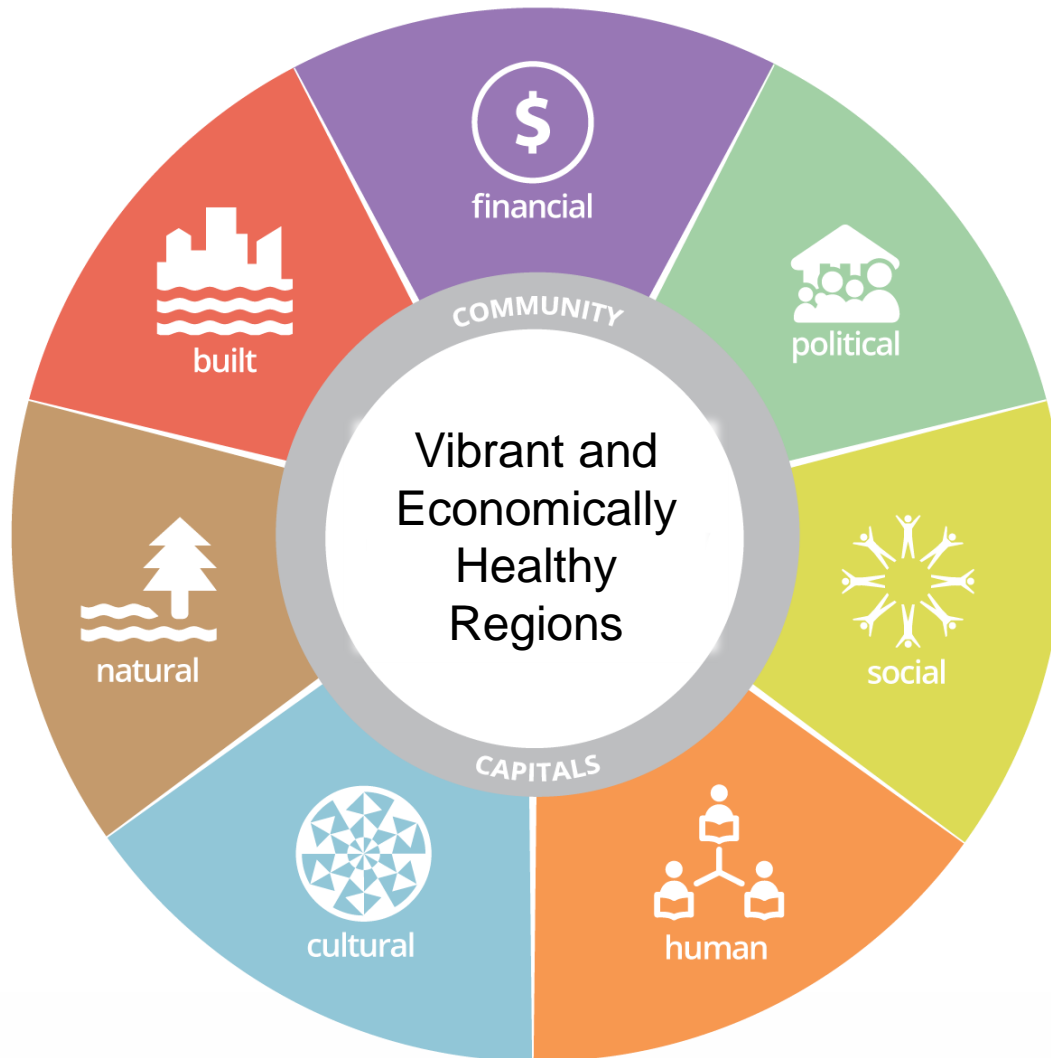 $
financial
political
social
human
cultural
natural
built
COMMUNITY
Vibrant and
Economically
Healthy
Regions
CAPITALS